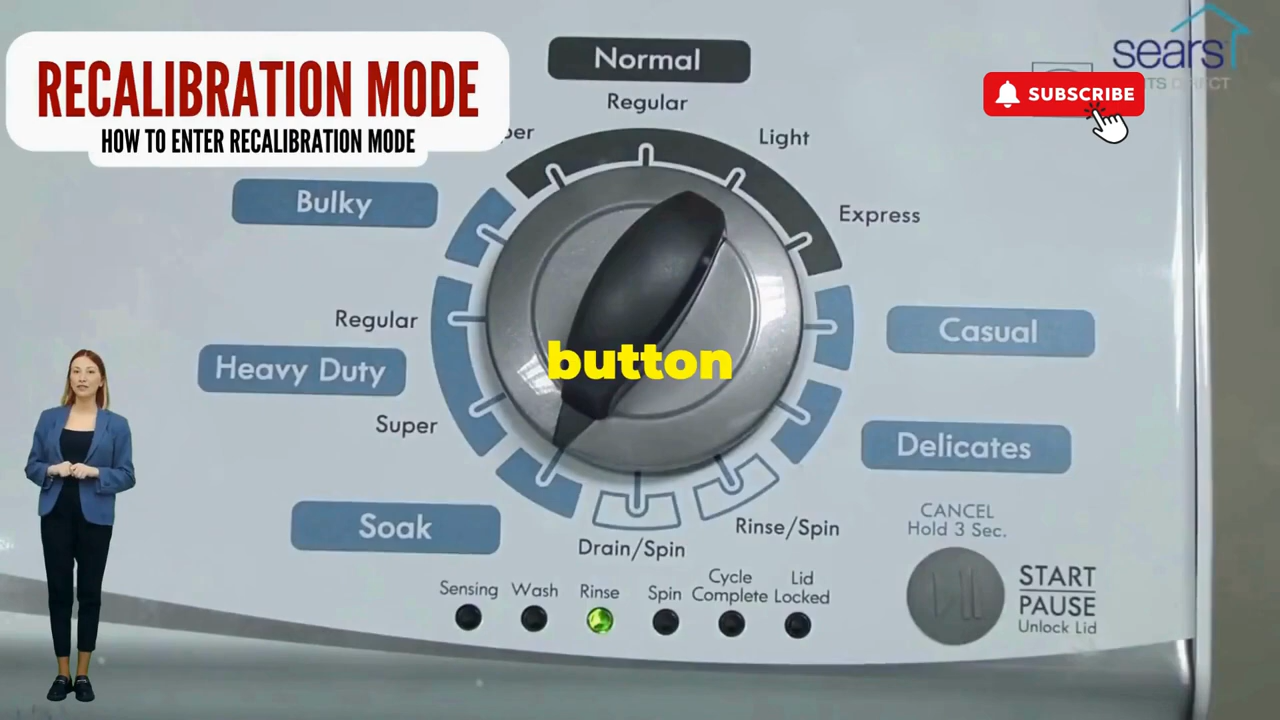 RECALIBRATION MODE
HOW TO ENTER RECALIBRATION MODE
sears
SUBSCRIBE
Normal
Regular
Light
Express
Bulky
Regular
Heavy Duty
Super
button
Casual
Delicates
Soak
Rinse/Spin
Drain/Spin
CANCEL
Hold 3 Sec.
Sensing
Wash
Rinse
Spin
Cycle
Complete
Lid
Locked
START
PAUSE
Unlock Lid